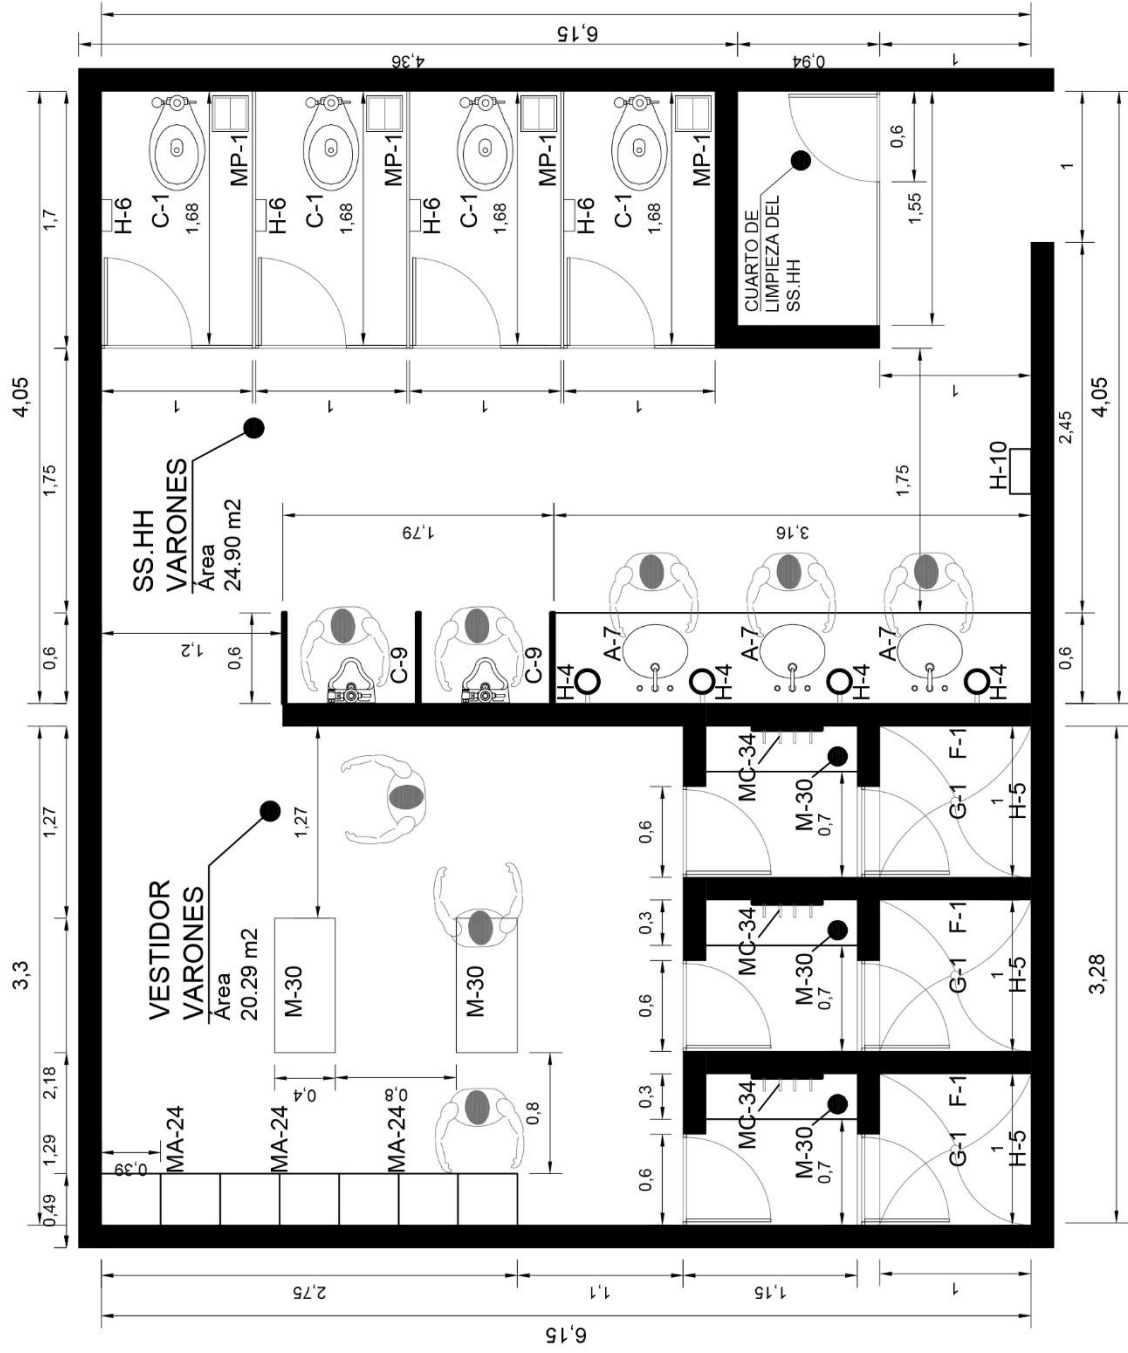 6,15
4,36
0,94
1
4,05
1,7
1,75
0,6
H-6
C-1
1,68
MP-1
H-6
C-1
1,68
MP-1
H-6
C-1
1,68
MP-1
H-6
C-1
1,68
MP-1
CUARTO DE
LIMPIEZA DEL
SS.HH
0,6
1,55
1
1
1
1
1
1
SS.HH
VARONES
Área
24.90 m2
1,79
3,16
1,75
H-10
2,45
4,05
1,2
0,6
C-9
C-9
H-4
A-7
H-4
A-7
H-4
A-7
H-4
0,6
3,3
1,27
2,18
1,29
0,49
VESTIDOR
VARONES
Área
20.29 m2
1,27
M-30
M-30
0,4
0,8
0,8
0,39
MA-24
MA-24
MA-24
0,6
MC-34
M-30
0,7
G-1
F-1
1
H-5
0,3
0,6
MC-34
M-30
0,7
G-1
F-1
1
H-5
0,3
0,6
MC-34
M-30
0,7
G-1
F-1
1
H-5
3,28
2,75
1,1
1,15
1
6,15